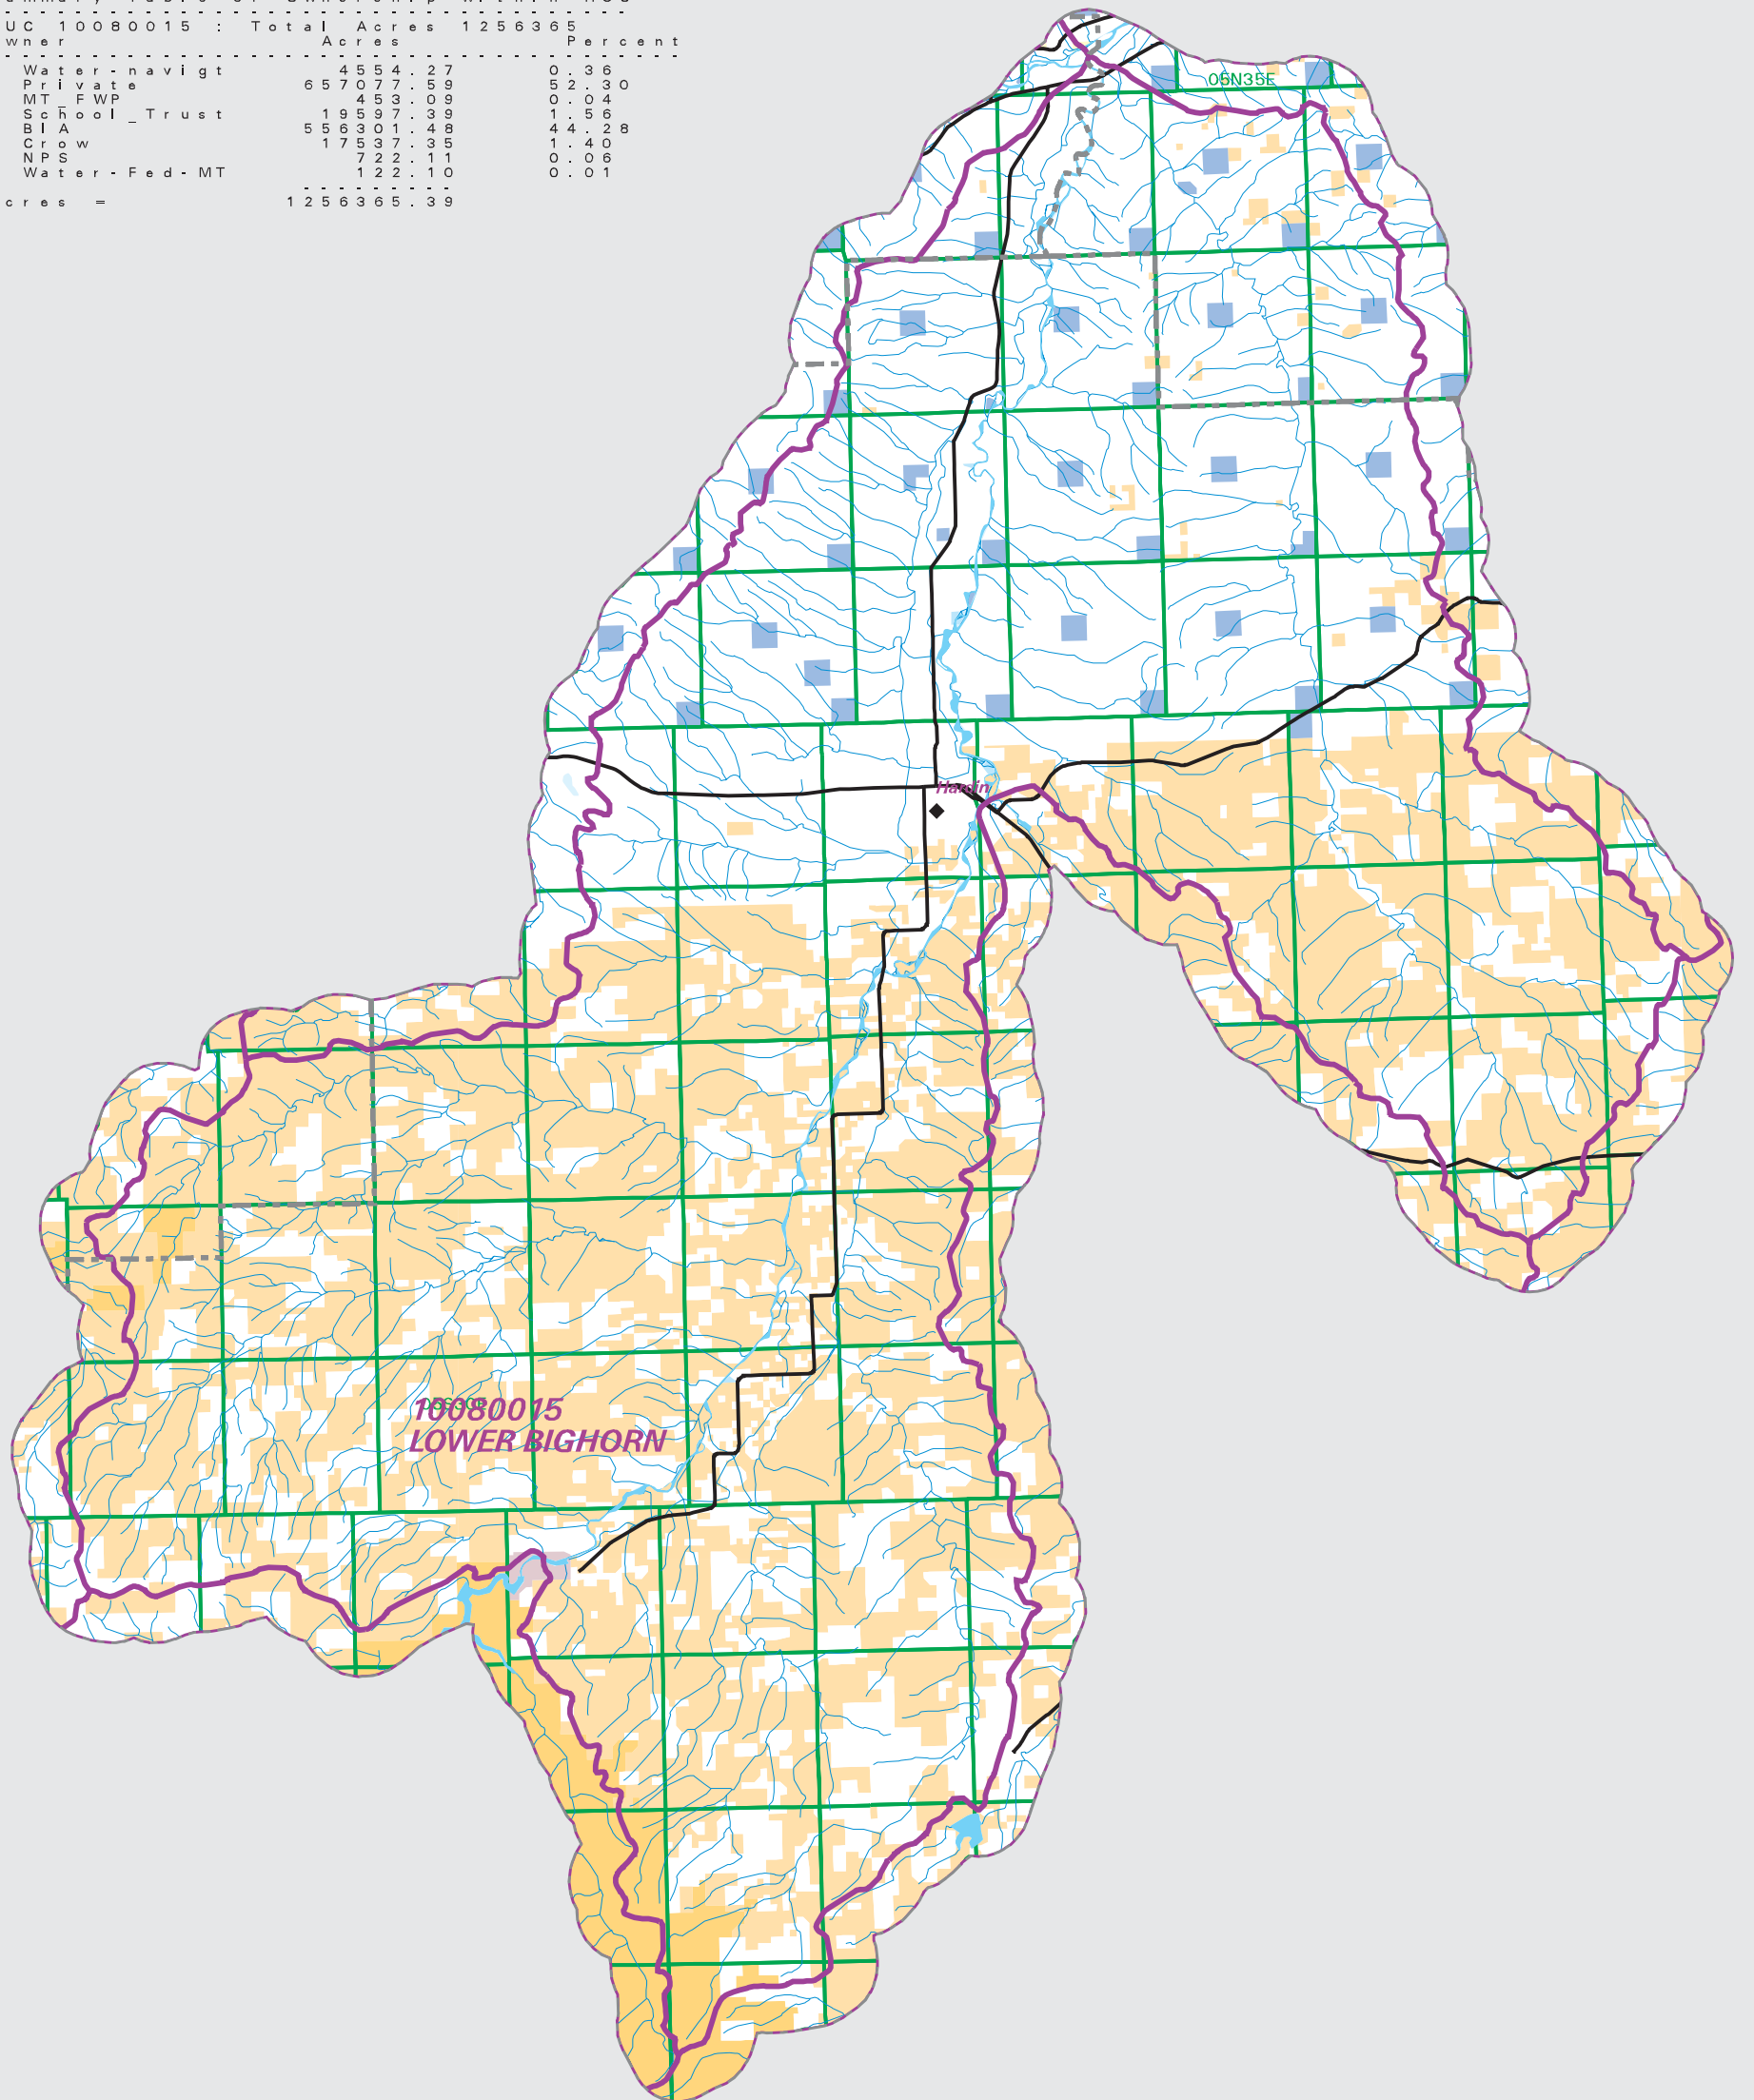 UC 10080015 : Total Acres 1256365
wner Acres Percent
Water-navigt 4554.27 0.36
Private 657077.59 52.30
MT_FWP 453.09 0.04
School_Trust 19597.39 1.56
BIA 556301.48 44.28
Crow 17537.35 1.40
NPS 722.11 0.06
Water-Fed-MT 122.10 0.01
cres = 1256365.39
05N35E
Hardin
10080015
LOWER BIGHORN